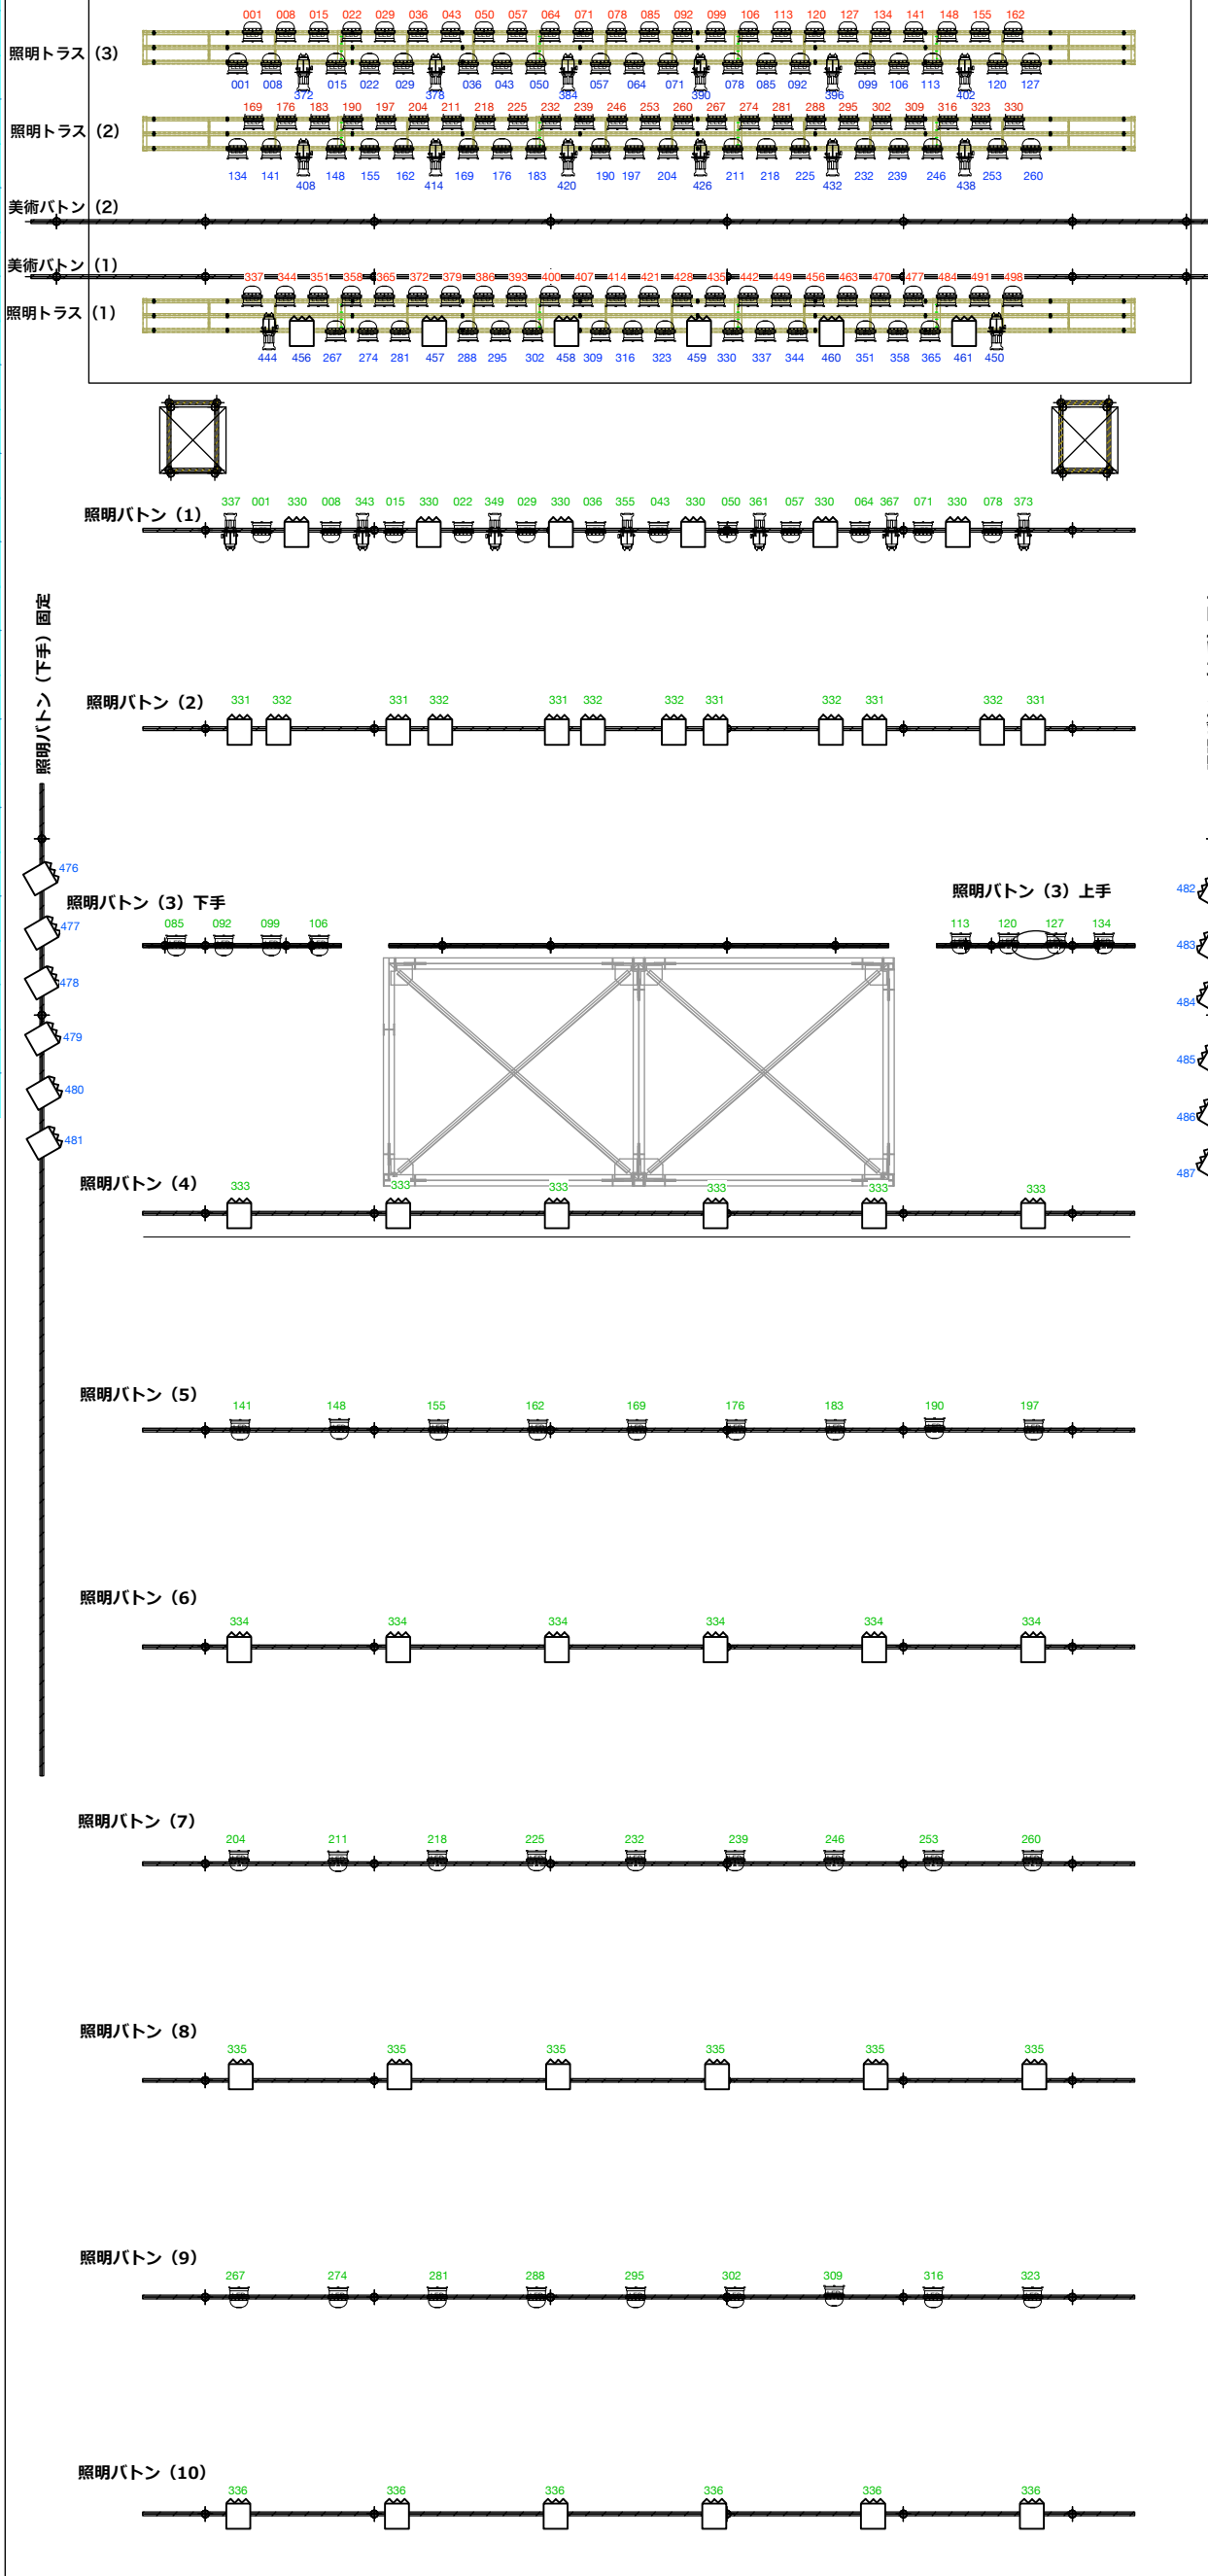 001 008 015 022 029 036 043 050 057 064 071 078 085 092 099 106 113 120 127 134 141 148 155 162
照明トラス（3）
001 008 372 015 022 029 378 036 043 050 384 057 064 071 390 078 085 092 396 099 106 113 402 120 127
169 176 183 190 197 204 211 218 225 232 239 246 253 260 267 274 281 288 295 302 309 316 323 330
照明トラス（2）
134 141 408 148 155 162 414 169 176 183 420 190 197 204 426 211 218 225 432 232 239 246 438 253 260
美術バトン（2）
美術バトン（1）
337 344 351 358 365 372 379 386 393 400 407 414 421 428 435 442 449 456 463 470 477 484 491 498
照明トラス（1）
444 456 267 274 281 457 288 295 302 458 309 316 323 459 330 337 344 460 351 358 365 461 450
337 001 330 008 343 015 330 022 349 029 330 036 355 043 330 050 361 057 330 064 367 071 330 078 373
照明バトン（1）
照明バトン（下手）固定
331 332 331 332 331 332 332 331 332 331 332 331
照明バトン（2）
476
477
478
479
480
481
照明バトン（3）下手
085 092 099 106
照明バトン（3）上手
113 120 127 134
482
483
484
485
486
487
照明バトン（4）
333 333 333 333 333 333
照明バトン（5）
141 148 155 162 169 176 183 190 197
照明バトン（6）
334 334 334 334 334 334
照明バトン（7）
204 211 218 225 232 239 246 253 260
照明バトン（8）
335 335 335 335 335 335
照明バトン（9）
267 274 281 288 295 302 309 316 323
照明バトン（10）
336 336 336 336 336 336